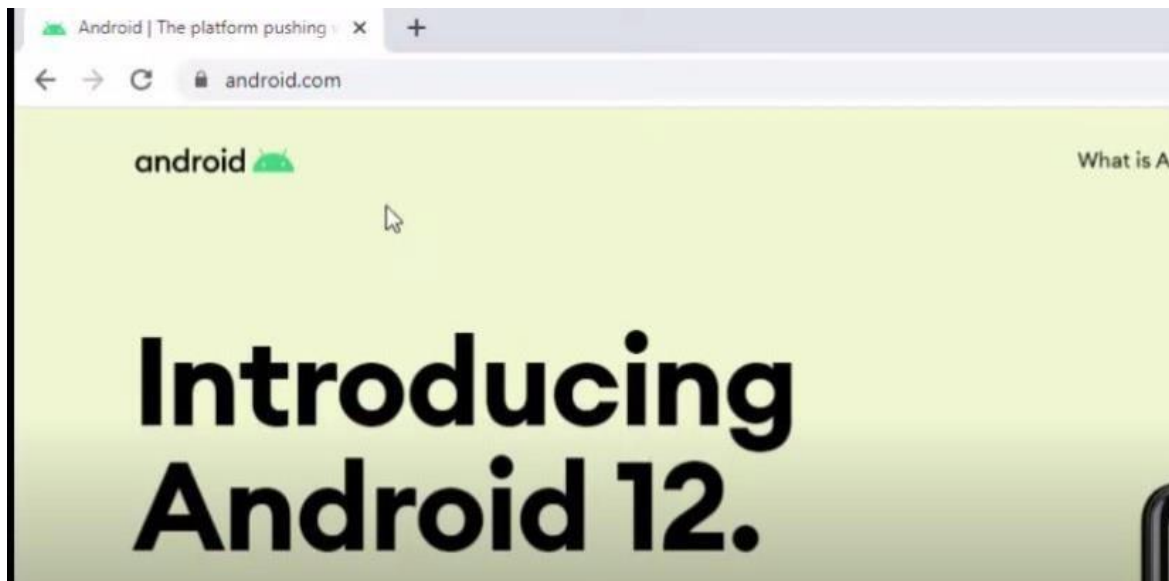 Android | The platform pushing
android.com
android
What is A
Introducing
Android 12.